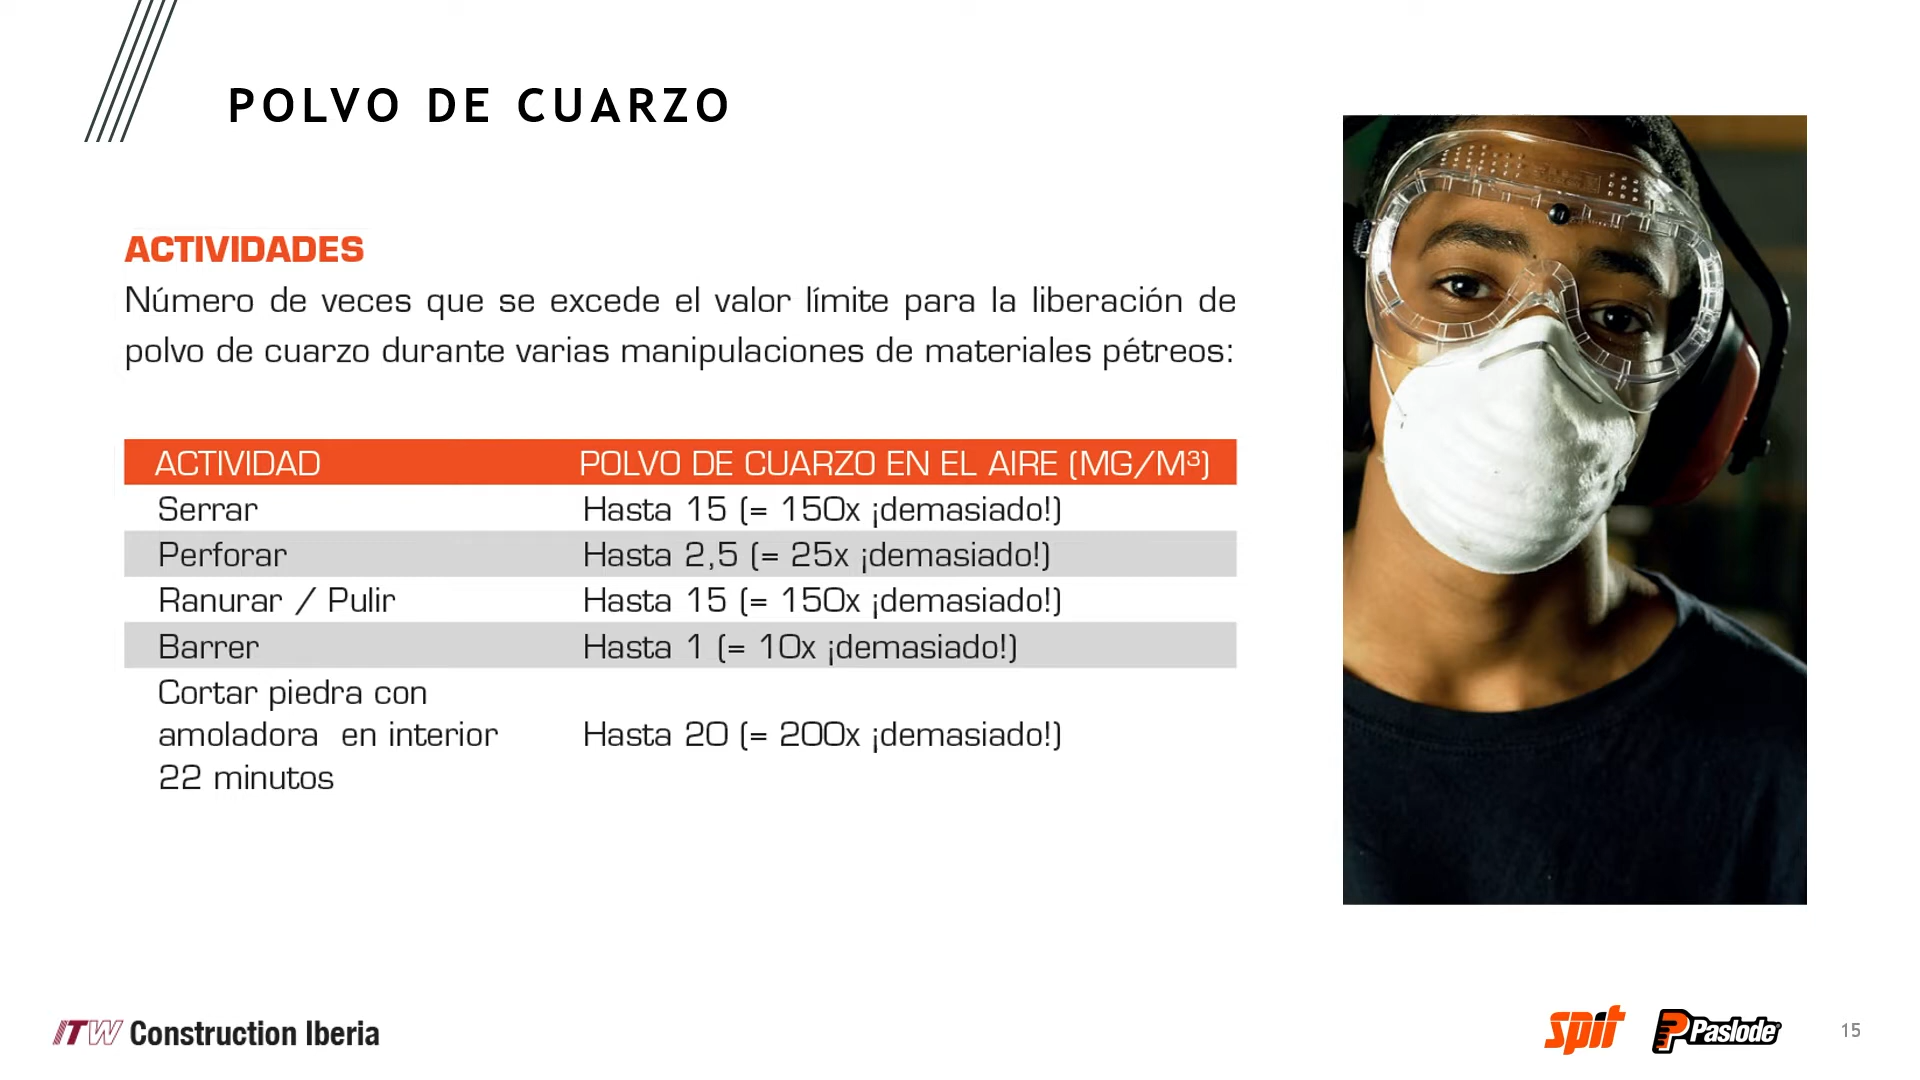 POLVO DE CUARZO
ACTIVIDADES
Número de veces que se excede el valor límite para la liberación de
polvo de cuarzo durante varias manipulaciones de materiales pétreos:
ACTIVIDAD POLVO DE CUARZO EN EL AIRE (MG/M³)
Serrar Hasta 15 (= 150x ¡demasiado!)
Perforar Hasta 2,5 (= 25x ¡demasiado!)
Ranurar / Pulir Hasta 15 (= 150x ¡demasiado!)
Barrer Hasta 1 (= 10x ¡demasiado!)
Cortar piedra con
amoladora en interior Hasta 20 (= 200x ¡demasiado!)
22 minutos
ITW Construction Iberia
spit Paslode 15